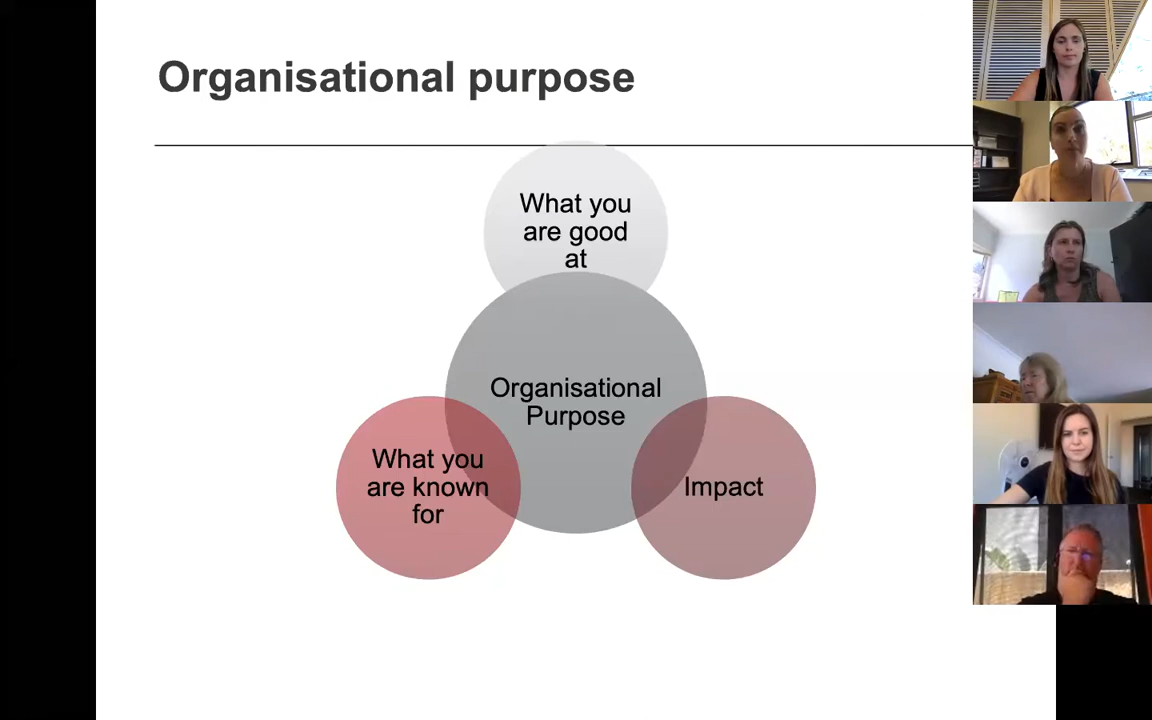 Organisational purpose
What you
are good
at
Organisational
Purpose
What you
are known
for
Impact